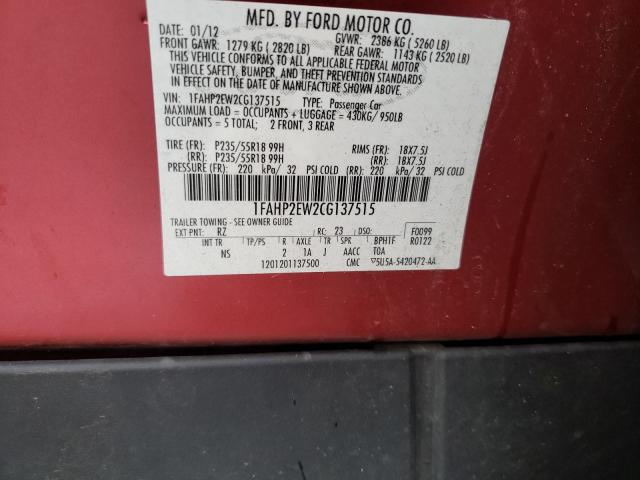 MFD. BY FORD MOTOR CO.
DATE: 01/12 GVWR: 2386 KG ( 5260 LB)
FRONT GAWR: 1279 KG ( 2820 LB) REAR GAWR: 1143 KG ( 2520 LB)
THIS VEHICLE CONFORMS TO ALL APPLICABLE FEDERAL MOTOR
VEHICLE SAFETY, BUMPER, AND THEFT PREVENTION STANDARDS
IN EFFECT ON THE DATE OF MANUFACTURE SHOWN ABOVE.
VIN: 1FAHP2EW2CG137515 TYPE: Passenger Car
MAXIMUM LOAD = OCCUPANTS + LUGGAGE = 430KG/ 950LB
OCCUPANTS = 5 TOTAL; 2 FRONT, 3 REAR
TIRE (FR): P235/55R18 99H RIMS (FR): 18X7.5J
(RR): P235/55R18 99H (RR): 18X7.5J
PRESSURE (FR): 220 kPa/ 32 PSI COLD (RR): 220 kPa/ 32 PSI COLD
1FAHP2EW2CG137515
TRAILER TOWING - SEE OWNER GUIDE
EXT PNT: RZ RC: 23 DSO: F0099
INT TR TP/PS R AXLE TR SPR BPHTF R0122
NS 2 1A J AACC TOA
1201201137500 CMC 5U5A-5420472-AA